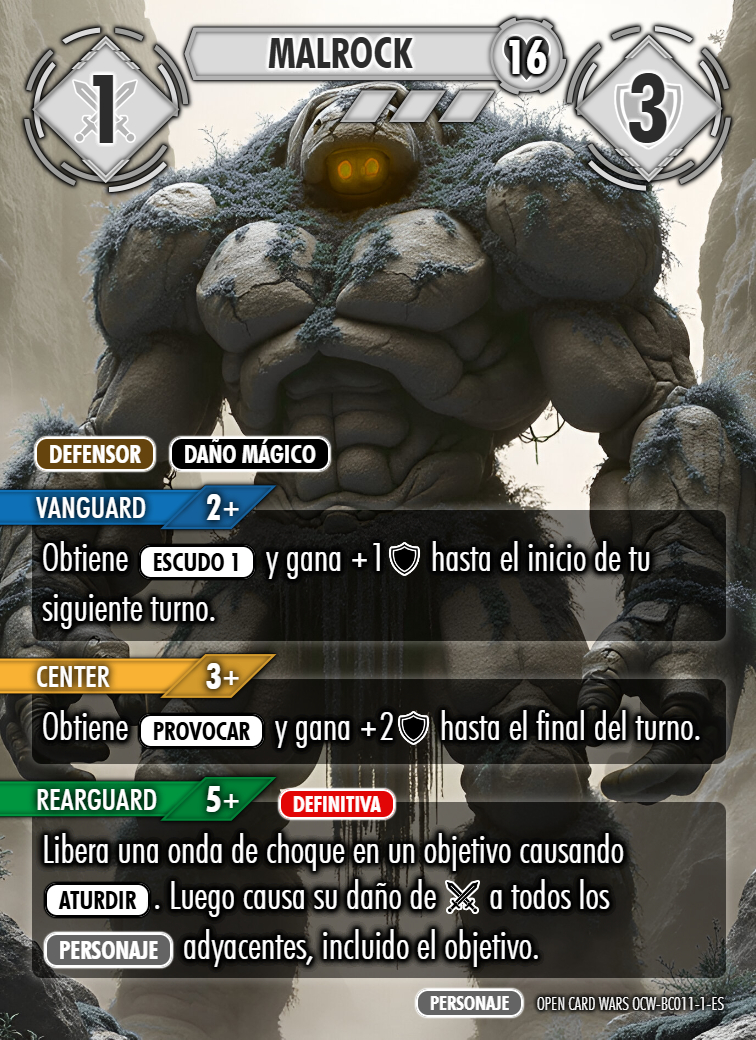 MALROCK
16
1
3
DEFENSOR DAÑO MÁGICO
VANGUARD 2+
Obtiene ESCUDO 1 y gana +1 hasta el inicio de tu
siguiente turno.
CENTER 3+
Obtiene PROVOCAR y gana +2 hasta el final del turno.
REARGUARD 5+ DEFINITIVA
Libera una onda de choque en un objetivo causando
ATURDIR. Luego causa su daño de a todos los
PERSONAJE adyacentes, incluido el objetivo.
PERSONAJE OPEN CARD WARS OCW-BC011-1-ES